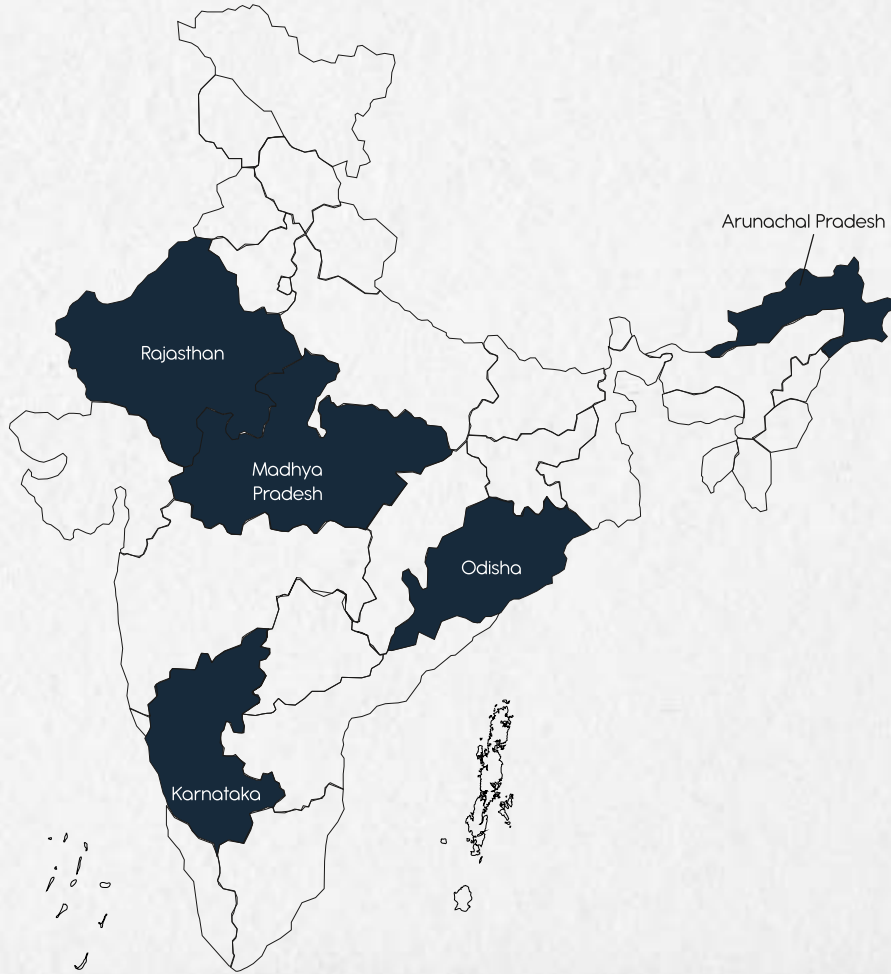 Arunachal Pradesh
Rajasthan
Madhya
Pradesh
Odisha
Karnataka